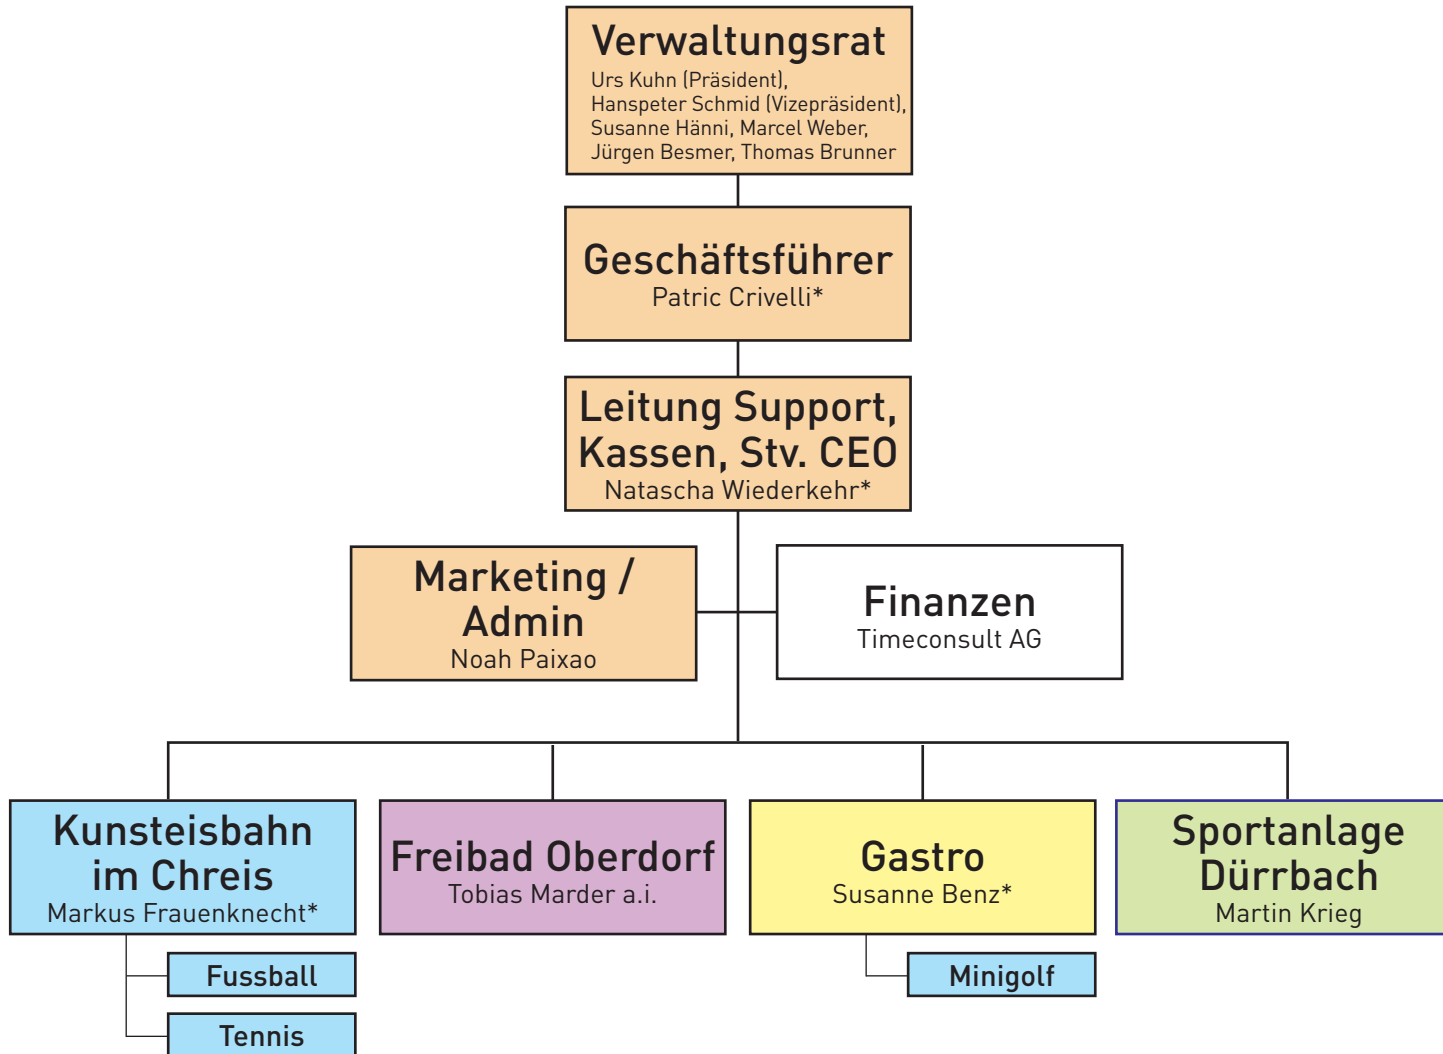 Verwaltungsrat
Urs Kuhn (Präsident),
Hanspeter Schmid (Vizepräsident),
Susanne Hänni, Marcel Weber,
Jürgen Besmer, Thomas Brunner
Geschäftsführer
Patric Crivelli*
Leitung Support,
Kassen, Stv. CEO
Natascha Wiederkehr*
Marketing /
Admin
Noah Paixao
Finanzen
Timeconsult AG
Kunsteisbahn
im Chreis
Markus Frauenknecht*
Fussball
Tennis
Freibad Oberdorf
Tobias Marder a.i.
Gastro
Susanne Benz*
Minigolf
Sportanlage
Dürrbach
Martin Krieg